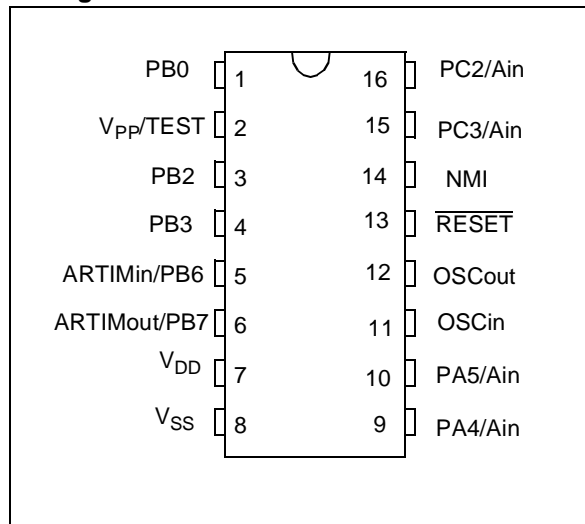 PB0 1 16 PC2/Ain
VPP/TEST 2 15 PC3/Ain
PB2 3 14 NMI
PB3 4 13 RESET
ARTIMin/PB6 5 12 OSCout
ARTIMout/PB7 6 11 OSCin
VDD 7 10 PA5/Ain
VSS 8 9 PA4/Ain